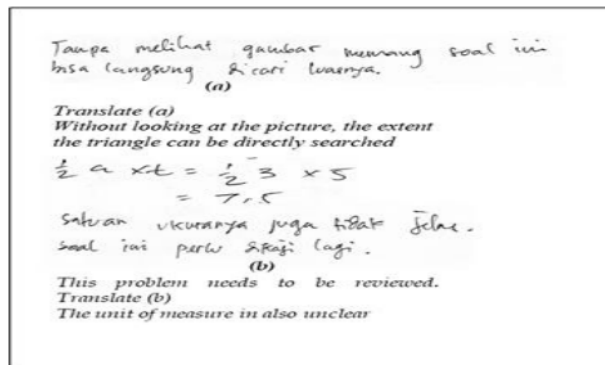 Tanpa melihat gambar memang soal ini
bisa langsung dicari luasnya.
(a)
Translate (a)
Without looking at the picture, the extent
the triangle can be directly searched
1/2 a x t = 1/2 3 x 5
= 7,5
Satuan ukuranya juga tidak jelas.
Soal ini perlu dikaji lagi.
(b)
This problem needs to be reviewed.
Translate (b)
The unit of measure in also unclear